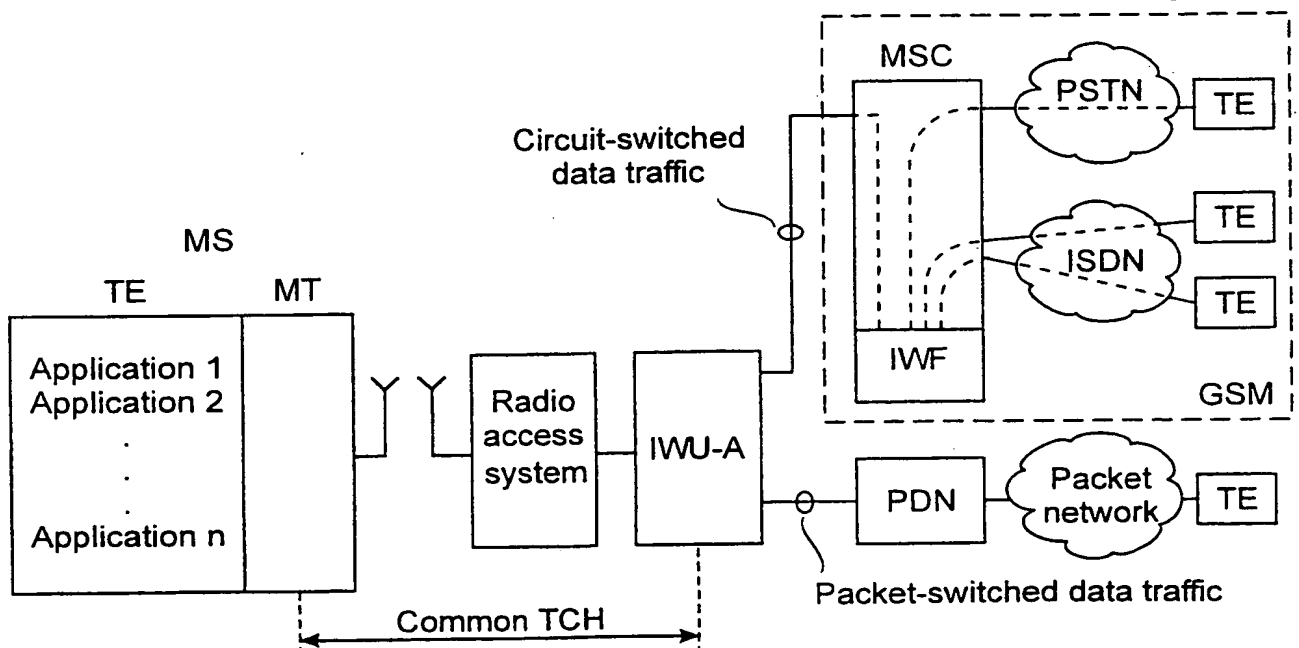 MSC
PSTN
TE
Circuit-switched
data traffic
TE
ISDN
TE
IWF
GSM
MS
TE
MT
Application 1
Application 2
.
.
.
Application n
Radio
access
system
IWU-A
PDN
Packet
network
TE
Packet-switched data traffic
Common TCH